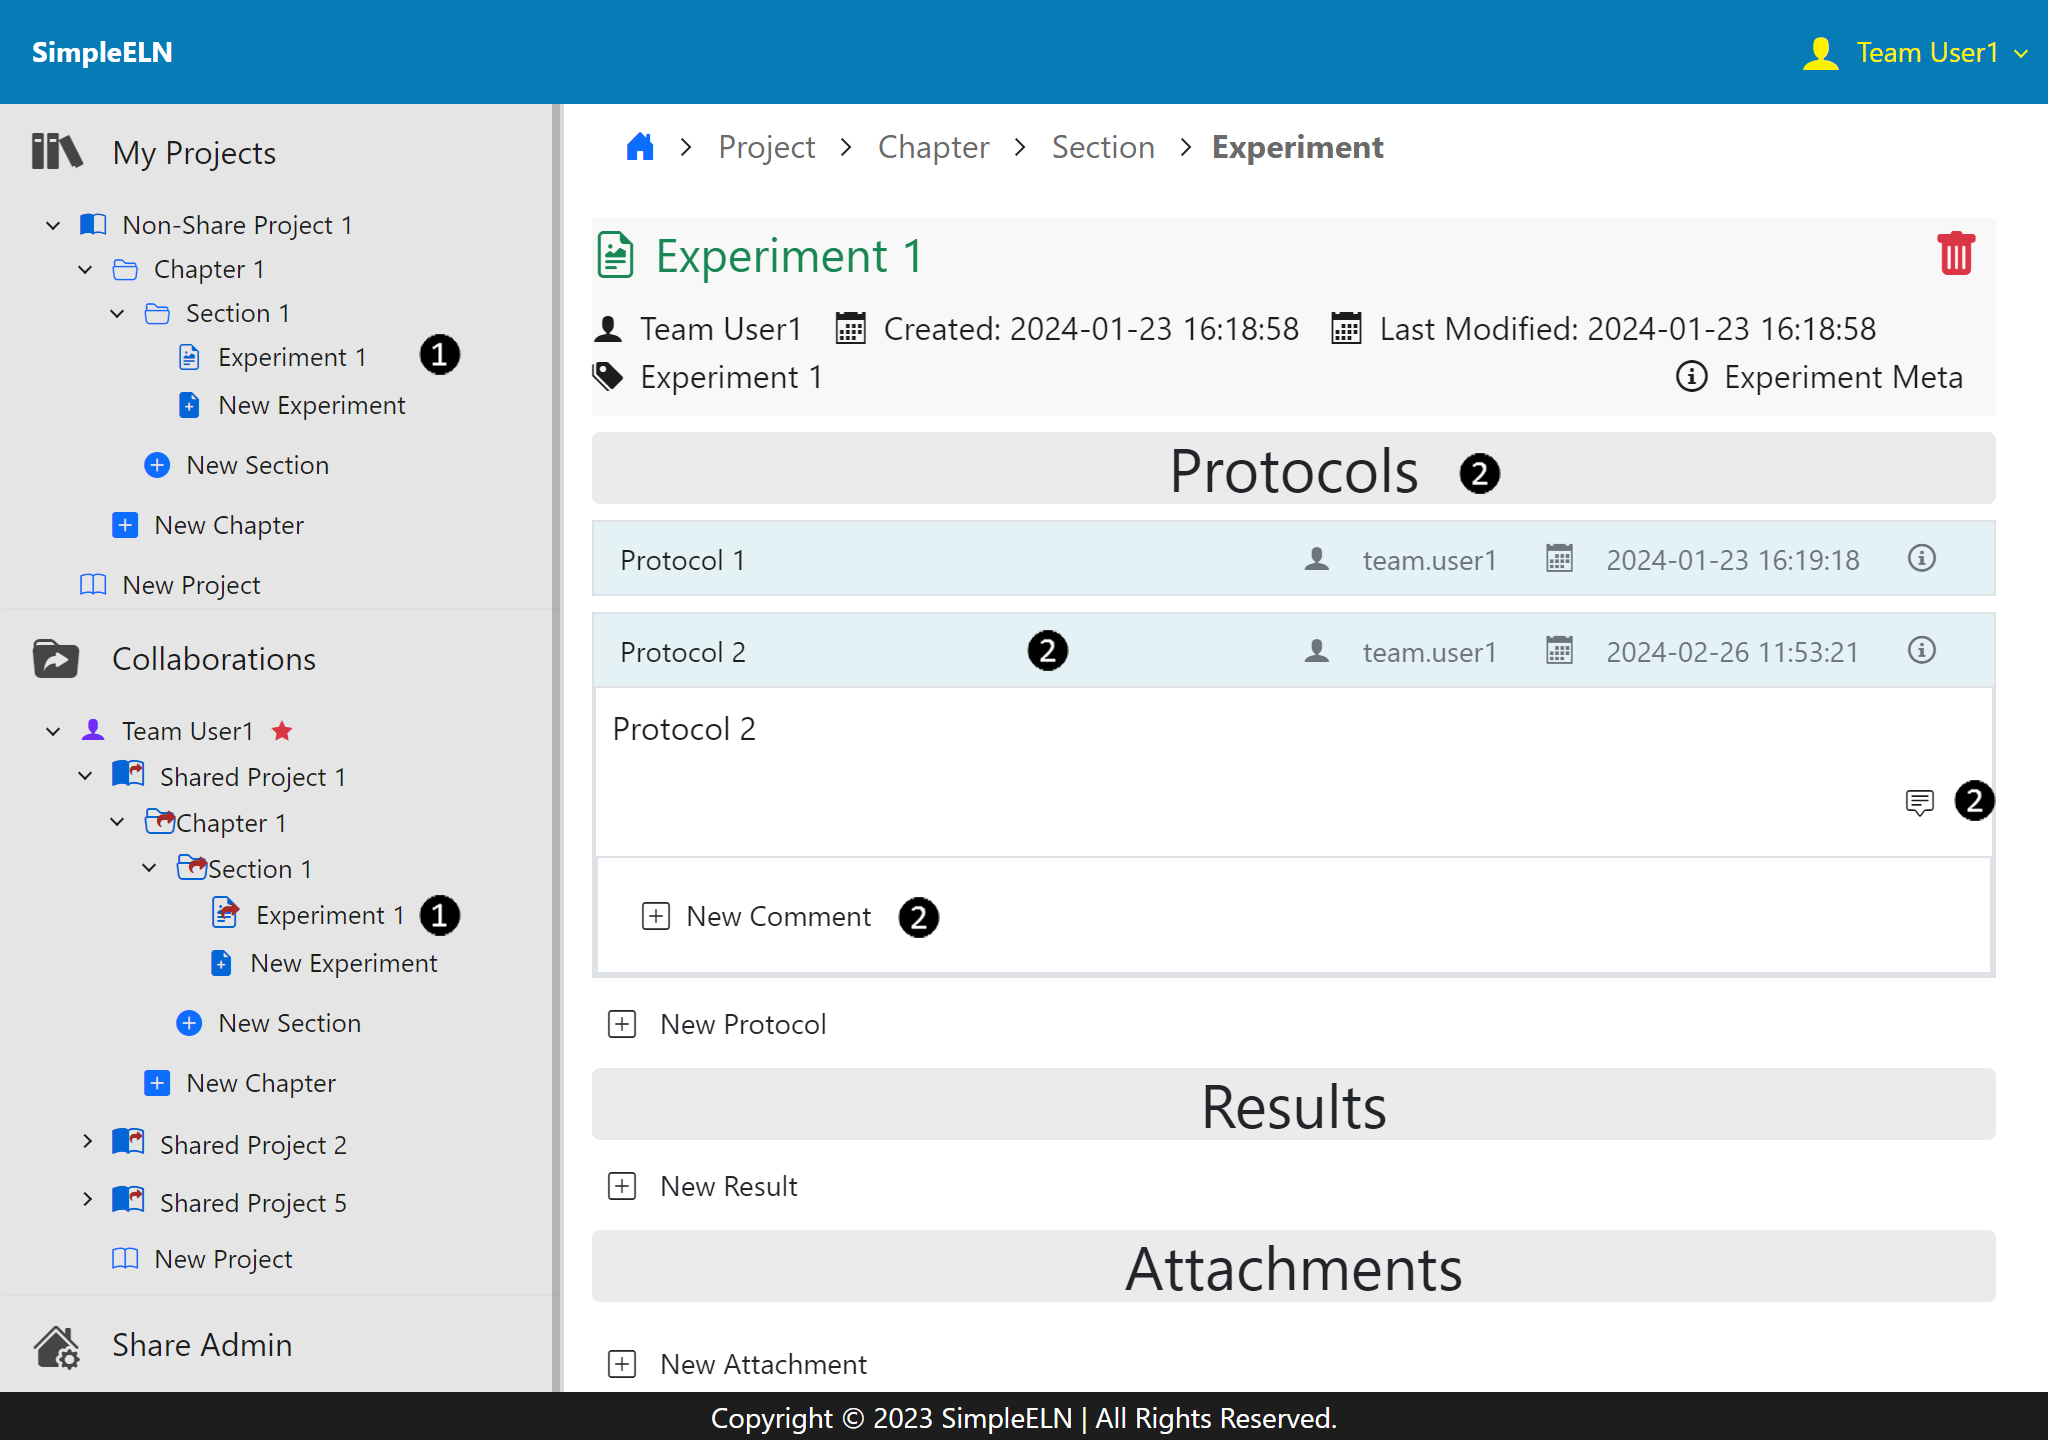 SimpleELN
Team User1
My Projects
Non-Share Project 1
Chapter 1
Section 1
Experiment 1 1
New Experiment
New Section
New Chapter
New Project
Collaborations
Team User1
Shared Project 1
Chapter 1
Section 1
Experiment 1 1
New Experiment
New Section
New Chapter
Shared Project 2
Shared Project 5
New Project
Share Admin
Project > Chapter > Section > Experiment
Experiment 1
Team User1 Created: 2024-01-23 16:18:58 Last Modified: 2024-01-23 16:18:58
Experiment 1 Experiment Meta
Protocols 2
Protocol 1 team.user1 2024-01-23 16:19:18
Protocol 2 2 team.user1 2024-02-26 11:53:21
Protocol 2
2
New Comment 2
New Protocol
Results
New Result
Attachments
New Attachment
Copyright © 2023 SimpleELN | All Rights Reserved.